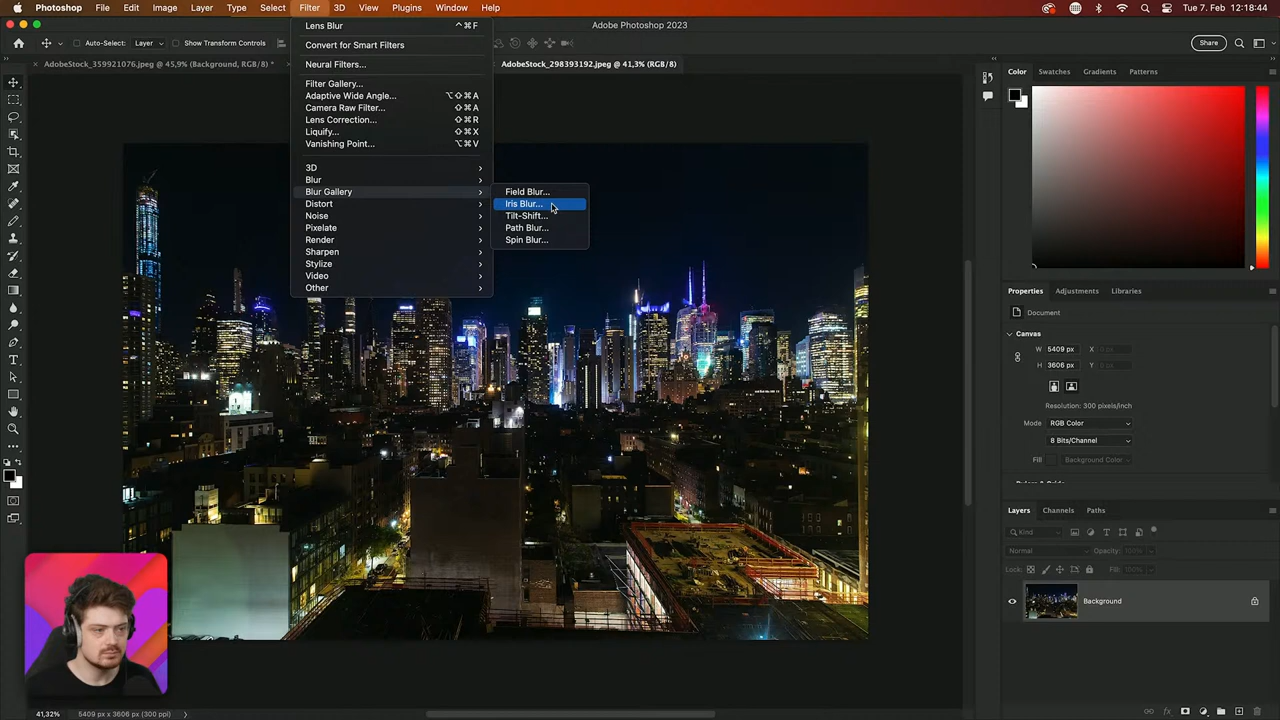 Photoshop File Edit Image Layer Type Select Filter 3D View Plugins Window Help Tue 7. Feb 12:18:44
Adobe Photoshop 2023
Auto-Select: Layer Show Transform Controls Share
AdobeStock_359921076.jpeg @ 45,9% (Background, RGB/8) *
AdobeStock_298393192.jpeg @ 41,3% (RGB/8)
Lens Blur ^⌘F
Convert for Smart Filters
Neural Filters...
Filter Gallery...
Adaptive Wide Angle... ⌥⇧⌘A
Camera Raw Filter... ⇧⌘A
Lens Correction... ⇧⌘R
Liquify... ⇧⌘X
Vanishing Point... ⌥⌘V
3D
Blur
Blur Gallery
Distort
Noise
Pixelate
Render
Sharpen
Stylize
Video
Other
Field Blur...
Iris Blur...
Tilt-Shift...
Path Blur...
Spin Blur...
Color Swatches Gradients Patterns
Properties Adjustments Libraries
Document
Canvas
W 5409 px X 0 px
H 3606 px Y 0 px
Resolution: 300 pixels/inch
Mode RGB Color
8 Bits/Channel
Fill Background Color
Layers Channels Paths
Kind
Normal Opacity: 100%
Lock: Fill: 100%
Background
41,32% 5409 px x 3606 px (300 ppi)